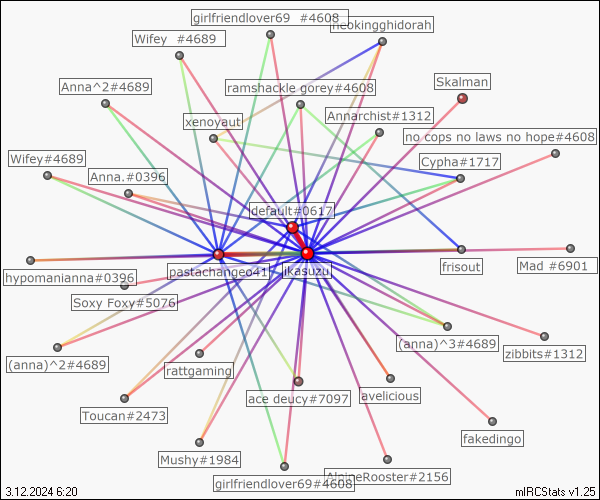 girlfriendlover69 #4608
neokingghidorah
Wifey #4689
Skalman
Anna^2#4689
ramshackle gorey#4608
Annarchist#1312
xenoyaut
no cops no laws no hope#4608
Wifey#4689
Cypha#1717
Anna.#0396
default#0617
pastachangeo41
jkasuzu
frisout
Mad #6901
hypomanianna#0396
Soxy Foxy#5076
(anna)^3#4689
zibbits#1312
(anna)^2#4689
rattgaming
ace deucy#7097
avelicious
Toucan#2473
fakedingo
Mushy#1984
AlpineRooster#2156
girlfriendlover69#4608
3.12.2024 6:20
mIRCStats v1.25